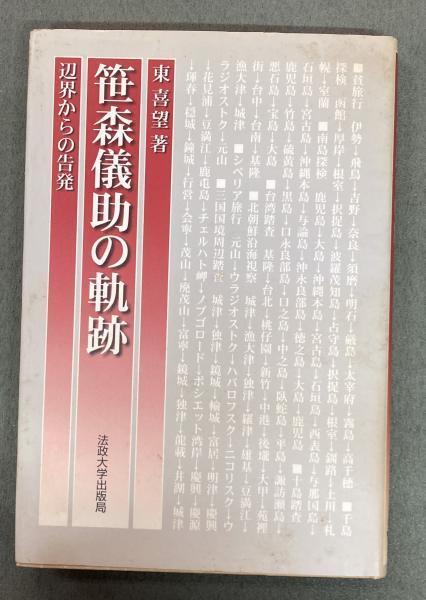 ■貧旅行　伊勢→飛鳥→吉野→奈良→須磨→明石→厳島→太宰府→霧島→高千穂　■千島
探検　函館→厚岸→根室→択捉島→波羅茂知島→占守島→択捉島→根室→釧路→上川→札
幌→室蘭　■南島探検　鹿児島→大島→沖縄本島→宮古島→石垣島→西表島→与那国島→
石垣島→宮古島→沖縄本島→与論島→沖永良部島→徳之島→大島→鹿児島　■十島踏査
鹿児島→竹島→硫黄島→黒島→口永良部島→口之島→中之島→臥蛇島→平島→諏訪瀬島→
悪石島→宝島→大島　■台湾踏査　基隆→台北→桃仔園→新竹→中港→後壠→大甲→苑裡
街→台中→台南→基隆　■北朝鮮沿海視察　城津→漁大津→独津→羅津→雄基→豆満江→
漁大津→城津　■シベリア旅行　元山→ウラジオストク→ハバロフスク→ニコリスク→ウ
ラジオストク→元山　■三国国境周辺踏査　城津→独津→鏡城→輸城→富居→明津→慶興
→花見浦→豆満江→鹿屯島→チェルハト岬→ノブゴロード→ポシエット湾岸→慶興→慶源
→琿春→穏城→鐘城→行営→会寧→茂山→廃茂山→富寧→鏡城→独津→龍載→井湖→城津
東 喜望 著
笹森儀助の軌跡
辺界からの告発
法政大学出版局